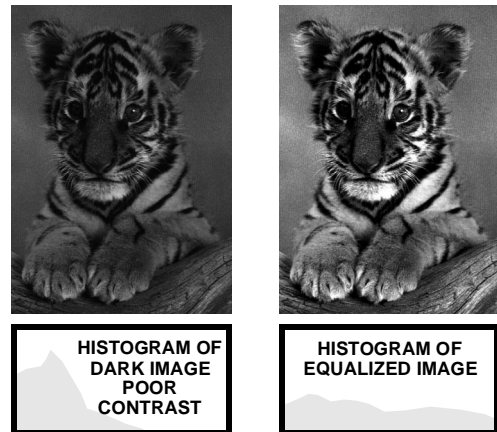 HISTOGRAM OF
DARK IMAGE
POOR
CONTRAST
HISTOGRAM OF
EQUALIZED IMAGE